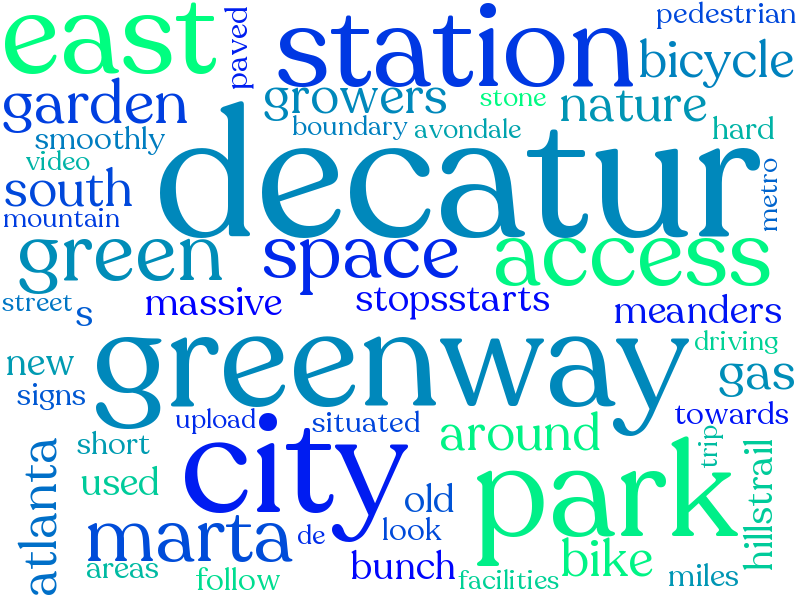 east station pedestrian
paved bicycle
garden growers stone nature
smoothly boundary avondale hard
video decatur metro
south
mountain
green space access
street s massive stopsstarts meanders
greenway driving
new gas
signs
upload situated towards
atlanta short city around trip
used old park hillstrail
marta de look
areas bunch bike
follow facilities miles